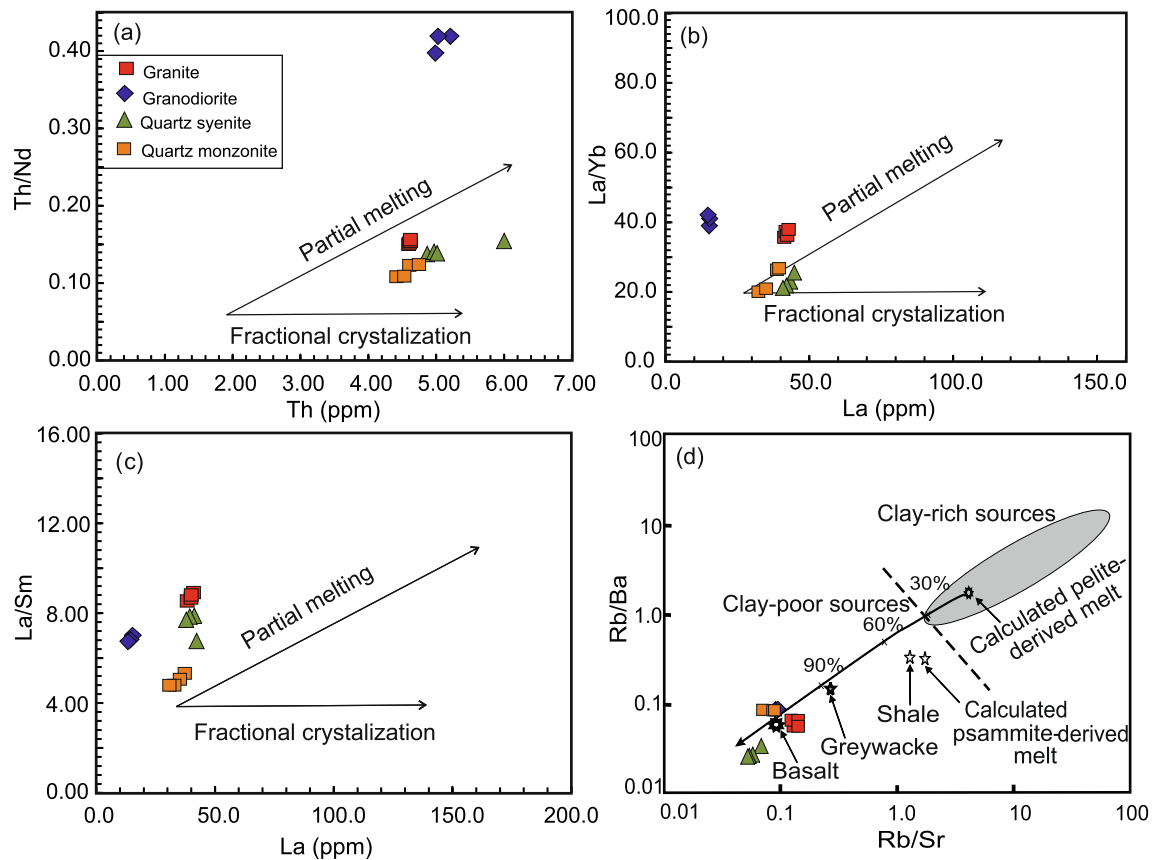 (a)
0.40
0.30
0.20
0.10
0.00
Th/Nd
Granite
Granodiorite
Quartz syenite
Quartz monzonite
Partial melting
Fractional crystalization
0.00 1.00 2.00 3.00 4.00 5.00 6.00 7.00
Th (ppm)
(b)
100.0
80.0
60.0
40.0
20.0
0.0
La/Yb
Partial melting
Fractional crystalization
0.0 50.0 100.0 150.0
La (ppm)
(c)
16.00
12.00
8.00
4.00
0.00
La/Sm
Partial melting
Fractional crystalization
0.00 50.0 100.0 150.0 200.0
La (ppm)
(d)
100
10
1.0
0.1
0.01
Rb/Ba
Clay-rich sources
30%
Clay-poor sources
60%
90%
Calculated pelite-
derived melt
Shale
Calculated
psammite-derived
melt
Greywacke
Basalt
0.01 0.1 1.0 10 100
Rb/Sr